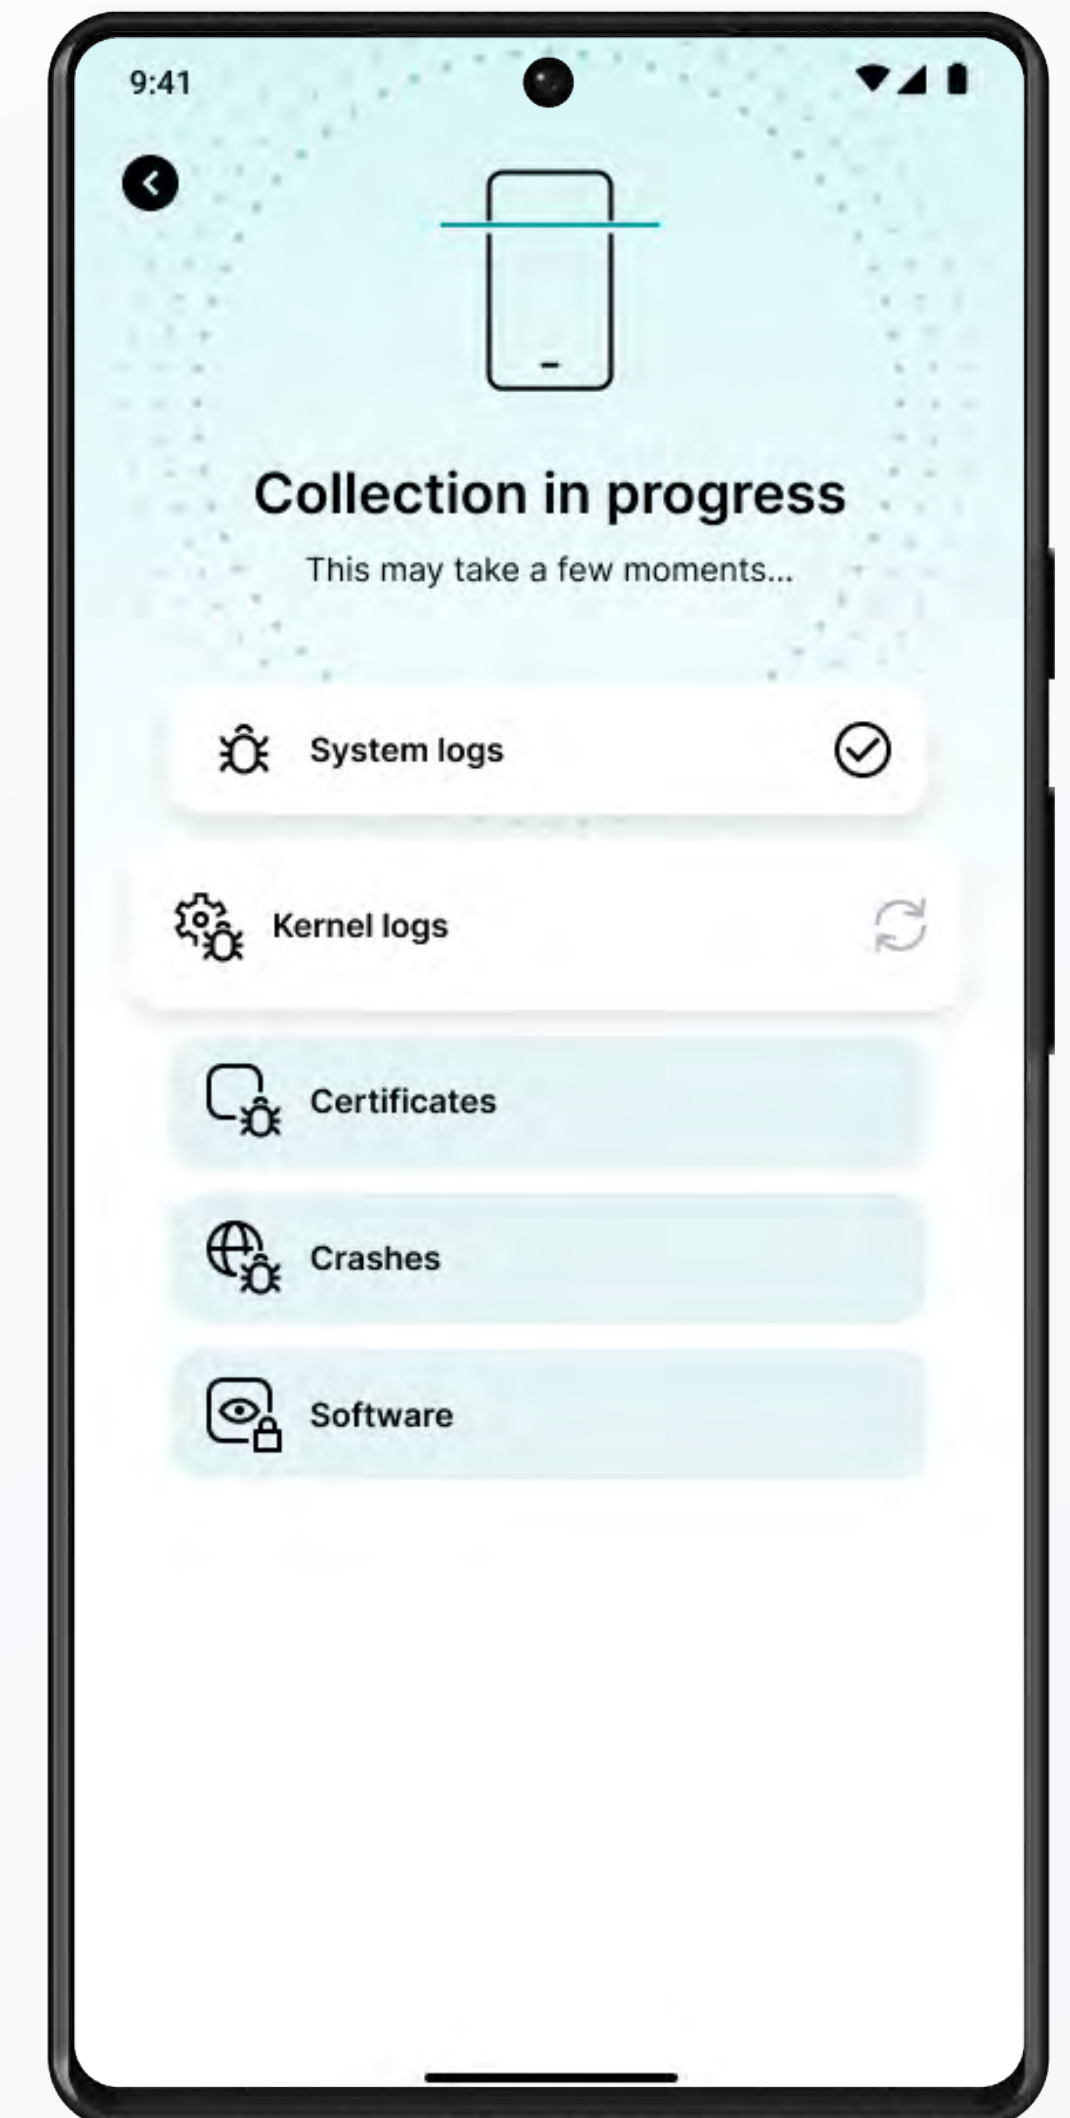 9:41
Collection in progress
This may take a few moments...
System logs
Kernel logs
Certificates
Crashes
Software